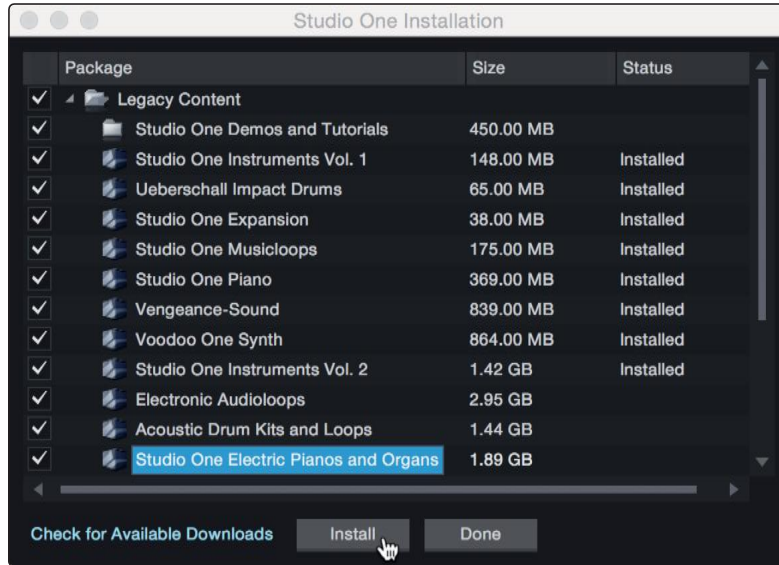 Studio One Installation
Package Size Status
Legacy Content
Studio One Demos and Tutorials 450.00 MB
Studio One Instruments Vol. 1 148.00 MB Installed
Ueberschall Impact Drums 65.00 MB Installed
Studio One Expansion 38.00 MB Installed
Studio One Musicloops 175.00 MB Installed
Studio One Piano 369.00 MB Installed
Vengeance-Sound 839.00 MB Installed
Voodoo One Synth 864.00 MB Installed
Studio One Instruments Vol. 2 1.42 GB Installed
Electronic Audioloops 2.95 GB
Acoustic Drum Kits and Loops 1.44 GB
Studio One Electric Pianos and Organs 1.89 GB
Check for Available Downloads Install Done